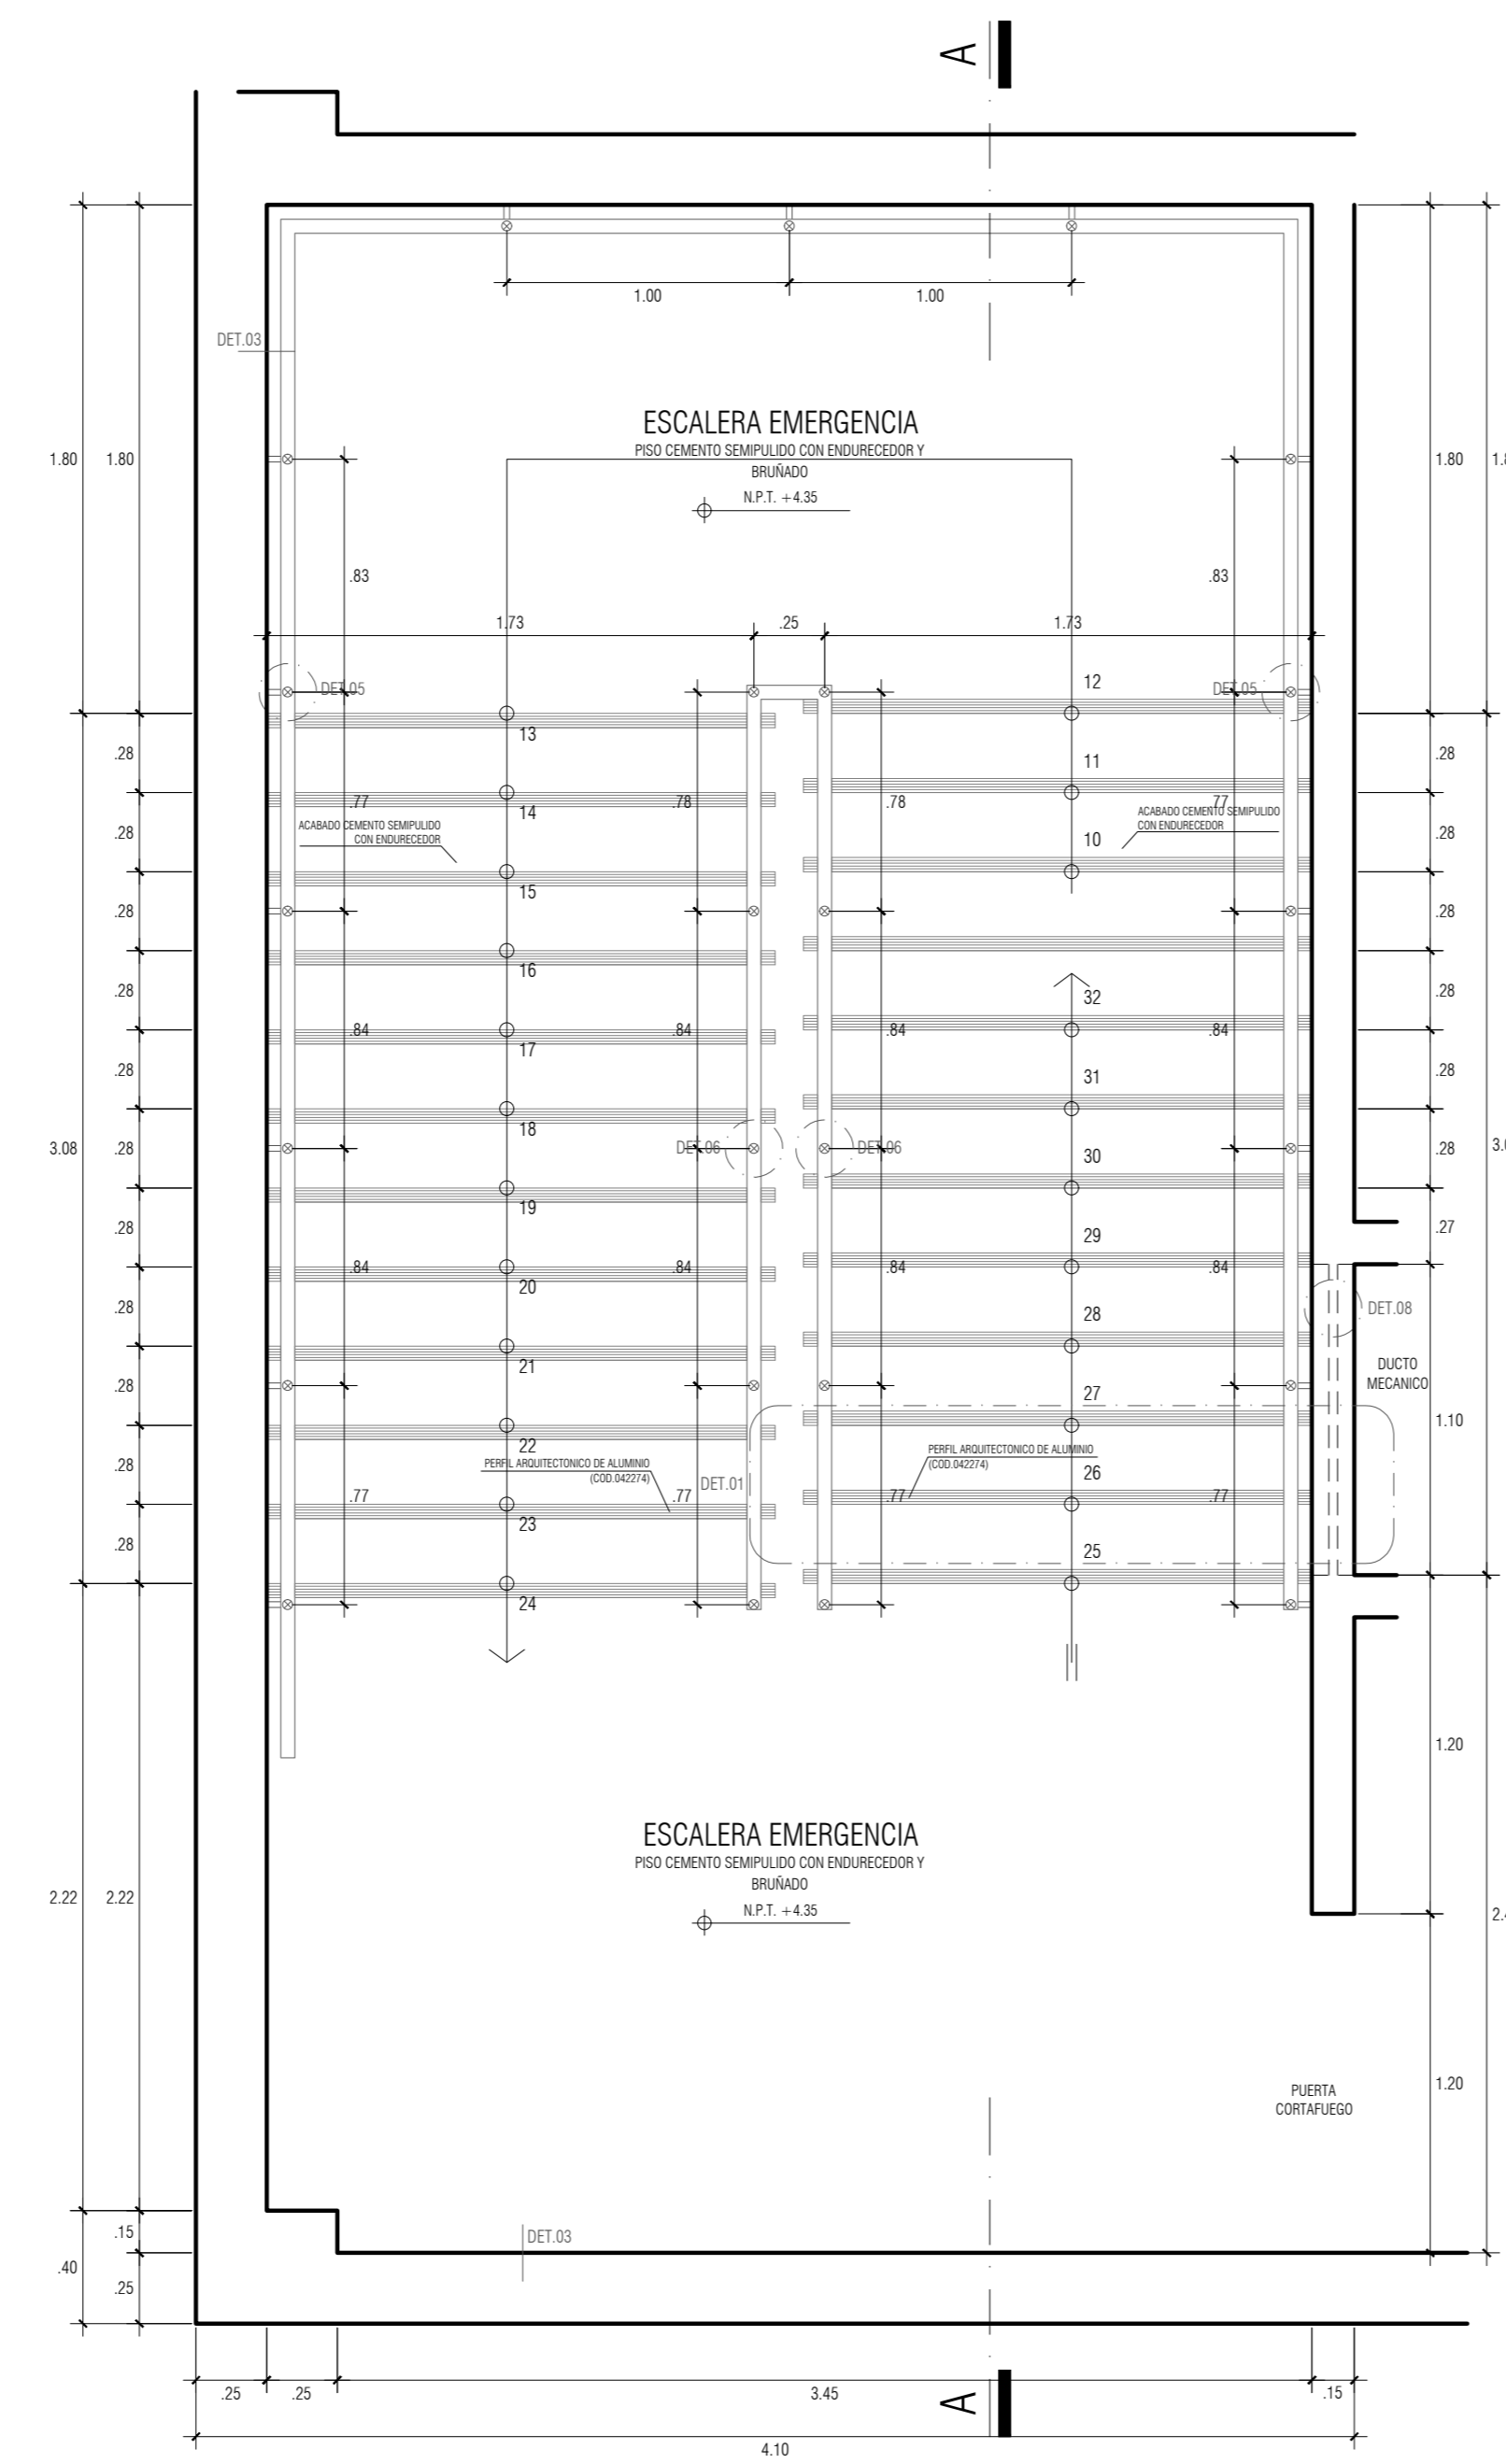 A
1.00
1.00
DET.03
ESCALERA EMERGENCIA
PISO CEMENTO SEMIPULIDO CON ENDURECEDOR Y
BRUÑADO
N.P.T. +4.35
1.80
1.80
1.80
.83
.83
1.73
.25
1.73
DET.05
DET.05
12
13
.28
11
.28
.77
.78
.78
.77
14
ACABADO CEMENTO SEMIPULIDO
CON ENDURECEDOR
ACABADO CEMENTO SEMIPULIDO
CON ENDURECEDOR
.28
10
.28
15
.28
.28
16
.28
32
.28
.84
.84
.84
.84
17
.28
31
.28
18
3.08
.28
DET.06
DET.06
30
.28
19
.28
29
.27
.84
.84
.84
.84
20
.28
28
DET.08
21
.28
27
DUCTO
MECANICO
1.10
22
.28
PERFIL ARQUITECTONICO DE ALUMINIO
(COD.042274)
PERFIL ARQUITECTONICO DE ALUMINIO
(COD.042274)
26
DET.01
.77
.77
.77
.77
23
.28
25
24
1.20
ESCALERA EMERGENCIA
PISO CEMENTO SEMIPULIDO CON ENDURECEDOR Y
BRUÑADO
N.P.T. +4.35
2.22
2.22
1.20
PUERTA
CORTAFUEGO
.15
DET.03
.40
.25
.25
.25
3.45
A
.15
4.10